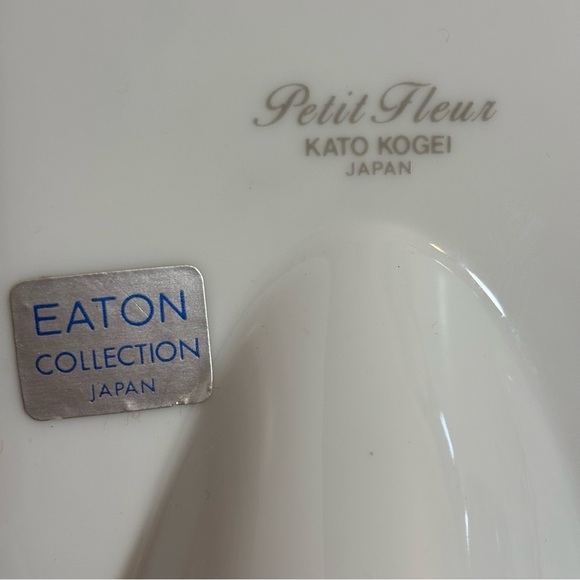 Petit Fleur
KATO KOGEI
JAPAN
EATON
COLLECTION
JAPAN